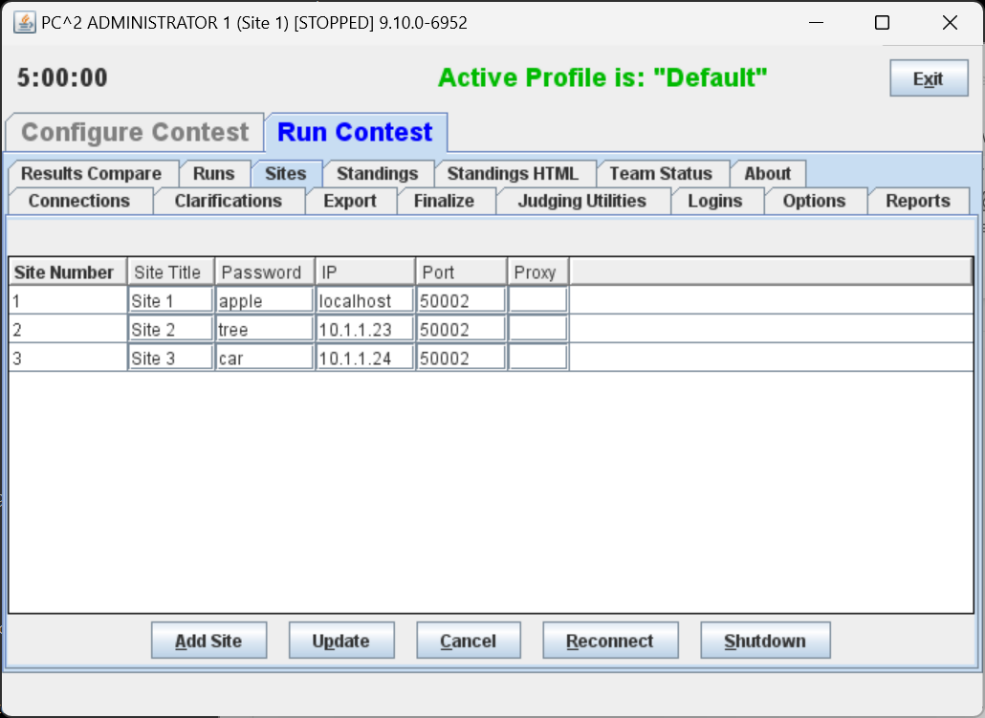 PC^2 ADMINISTRATOR 1 (Site 1) [STOPPED] 9.10.0-6952
5:00:00 Active Profile is: "Default" Exit
Configure Contest Run Contest
Results Compare Runs Sites Standings Standings HTML Team Status About
Connections Clarifications Export Finalize Judging Utilities Logins Options Reports
Site Number Site Title Password IP Port Proxy
1 Site 1 apple localhost 50002
2 Site 2 tree 10.1.1.23 50002
3 Site 3 car 10.1.1.24 50002
Add Site Update Cancel Reconnect Shutdown